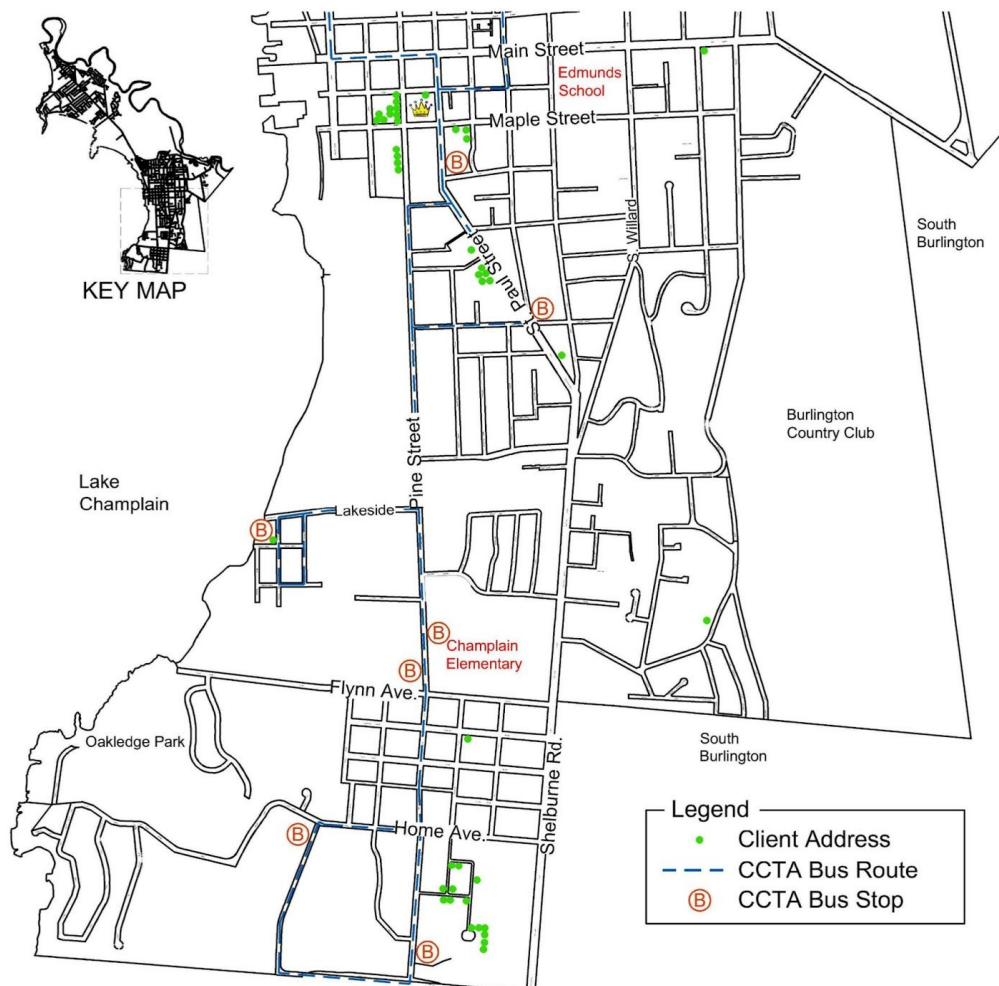 Main Street
Edmunds
School
Maple Street
B
S. Willard
South
Burlington
KEY MAP
St. Paul Street
B
Burlington
Country Club
Pine Street
Lake
Champlain
Lakeside
B
B
Champlain
Elementary
B
Flynn Ave.
South
Burlington
Oakledge Park
Shelburne Rd.
Home Ave.
B
B
Legend
Client Address
CCTA Bus Route
B
CCTA Bus Stop